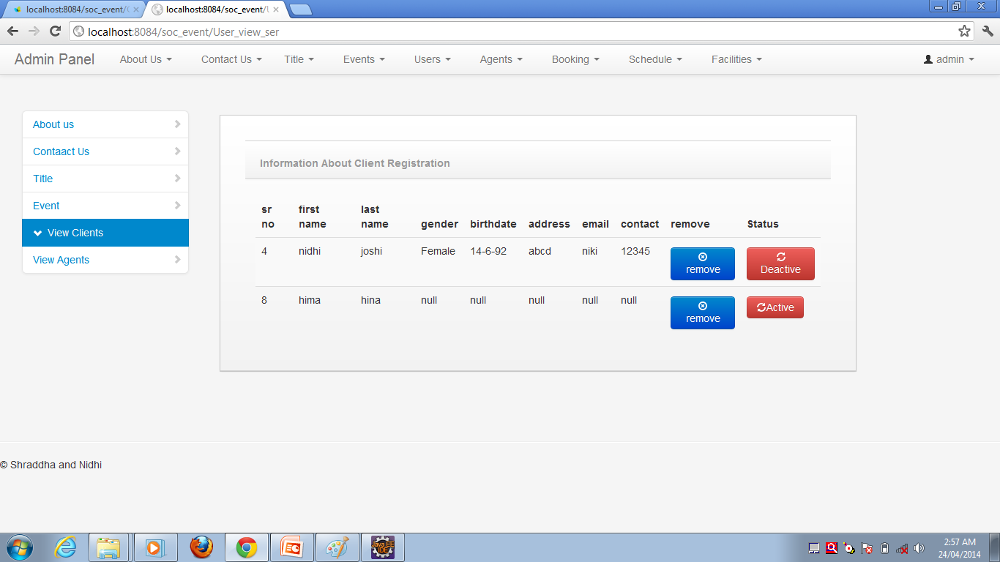 localhost:8084/soc_event/
localhost:8084/soc_event/
localhost:8084/soc_event/User_view_ser
Admin Panel About Us Contact Us Title Events Users Agents Booking Schedule Facilities admin
About us
Contaact Us
Title
Event
View Clients
View Agents
Information About Client Registration
sr no first name last name gender birthdate address email contact remove Status
4 nidhi joshi Female 14-6-92 abcd niki 12345 remove Deactive
8 hima hina null null null null null remove Active
© Shraddha and Nidhi
Java EE
IDE
2:57 AM
24/04/2014